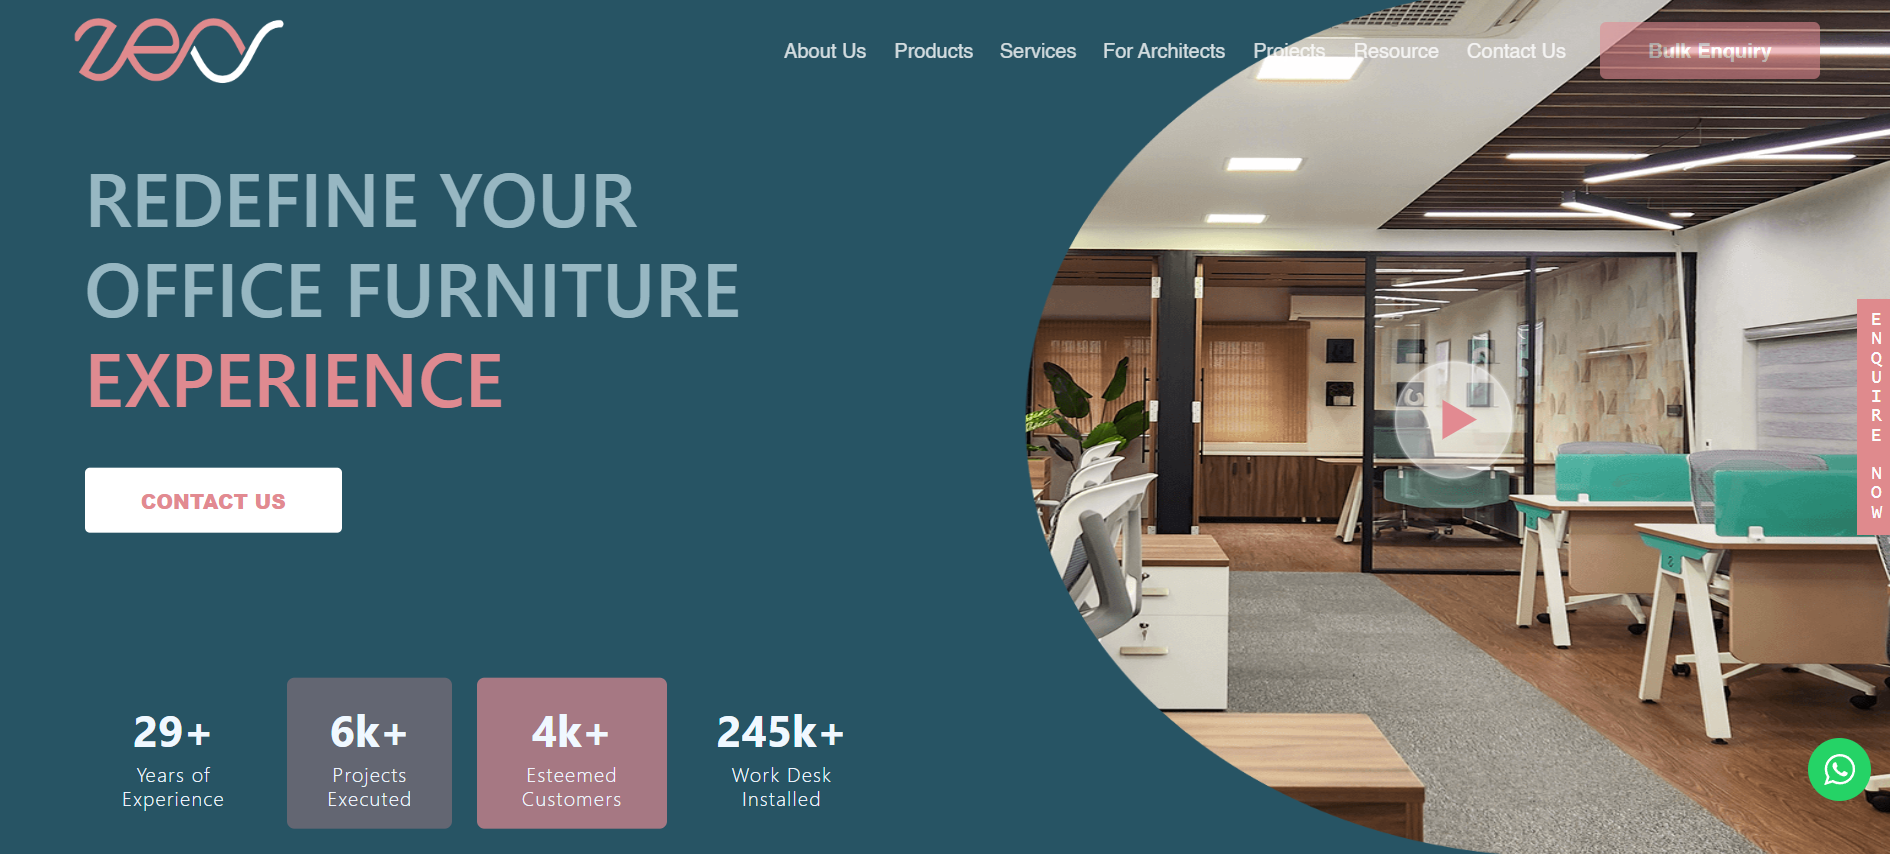 zeos
About Us Products Services For Architects Projects Resource Contact Us Bulk Enquiry
REDEFINE YOUR
OFFICE FURNITURE
EXPERIENCE
CONTACT US
29+
Years of
Experience
6k+
Projects
Executed
4k+
Esteemed
Customers
245k+
Work Desk
Installed
ENQUIRE NOW